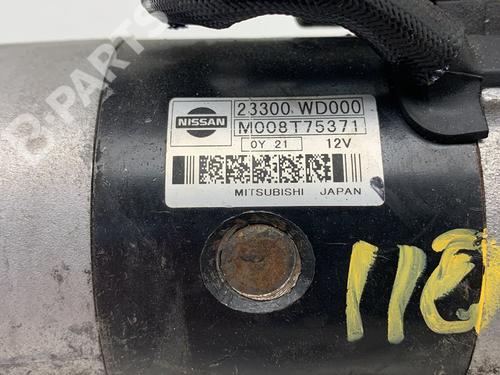 B-PARTS
NISSAN
23300 WD000
M008T75371
0Y 21 12V
MITSUBISHI JAPAN